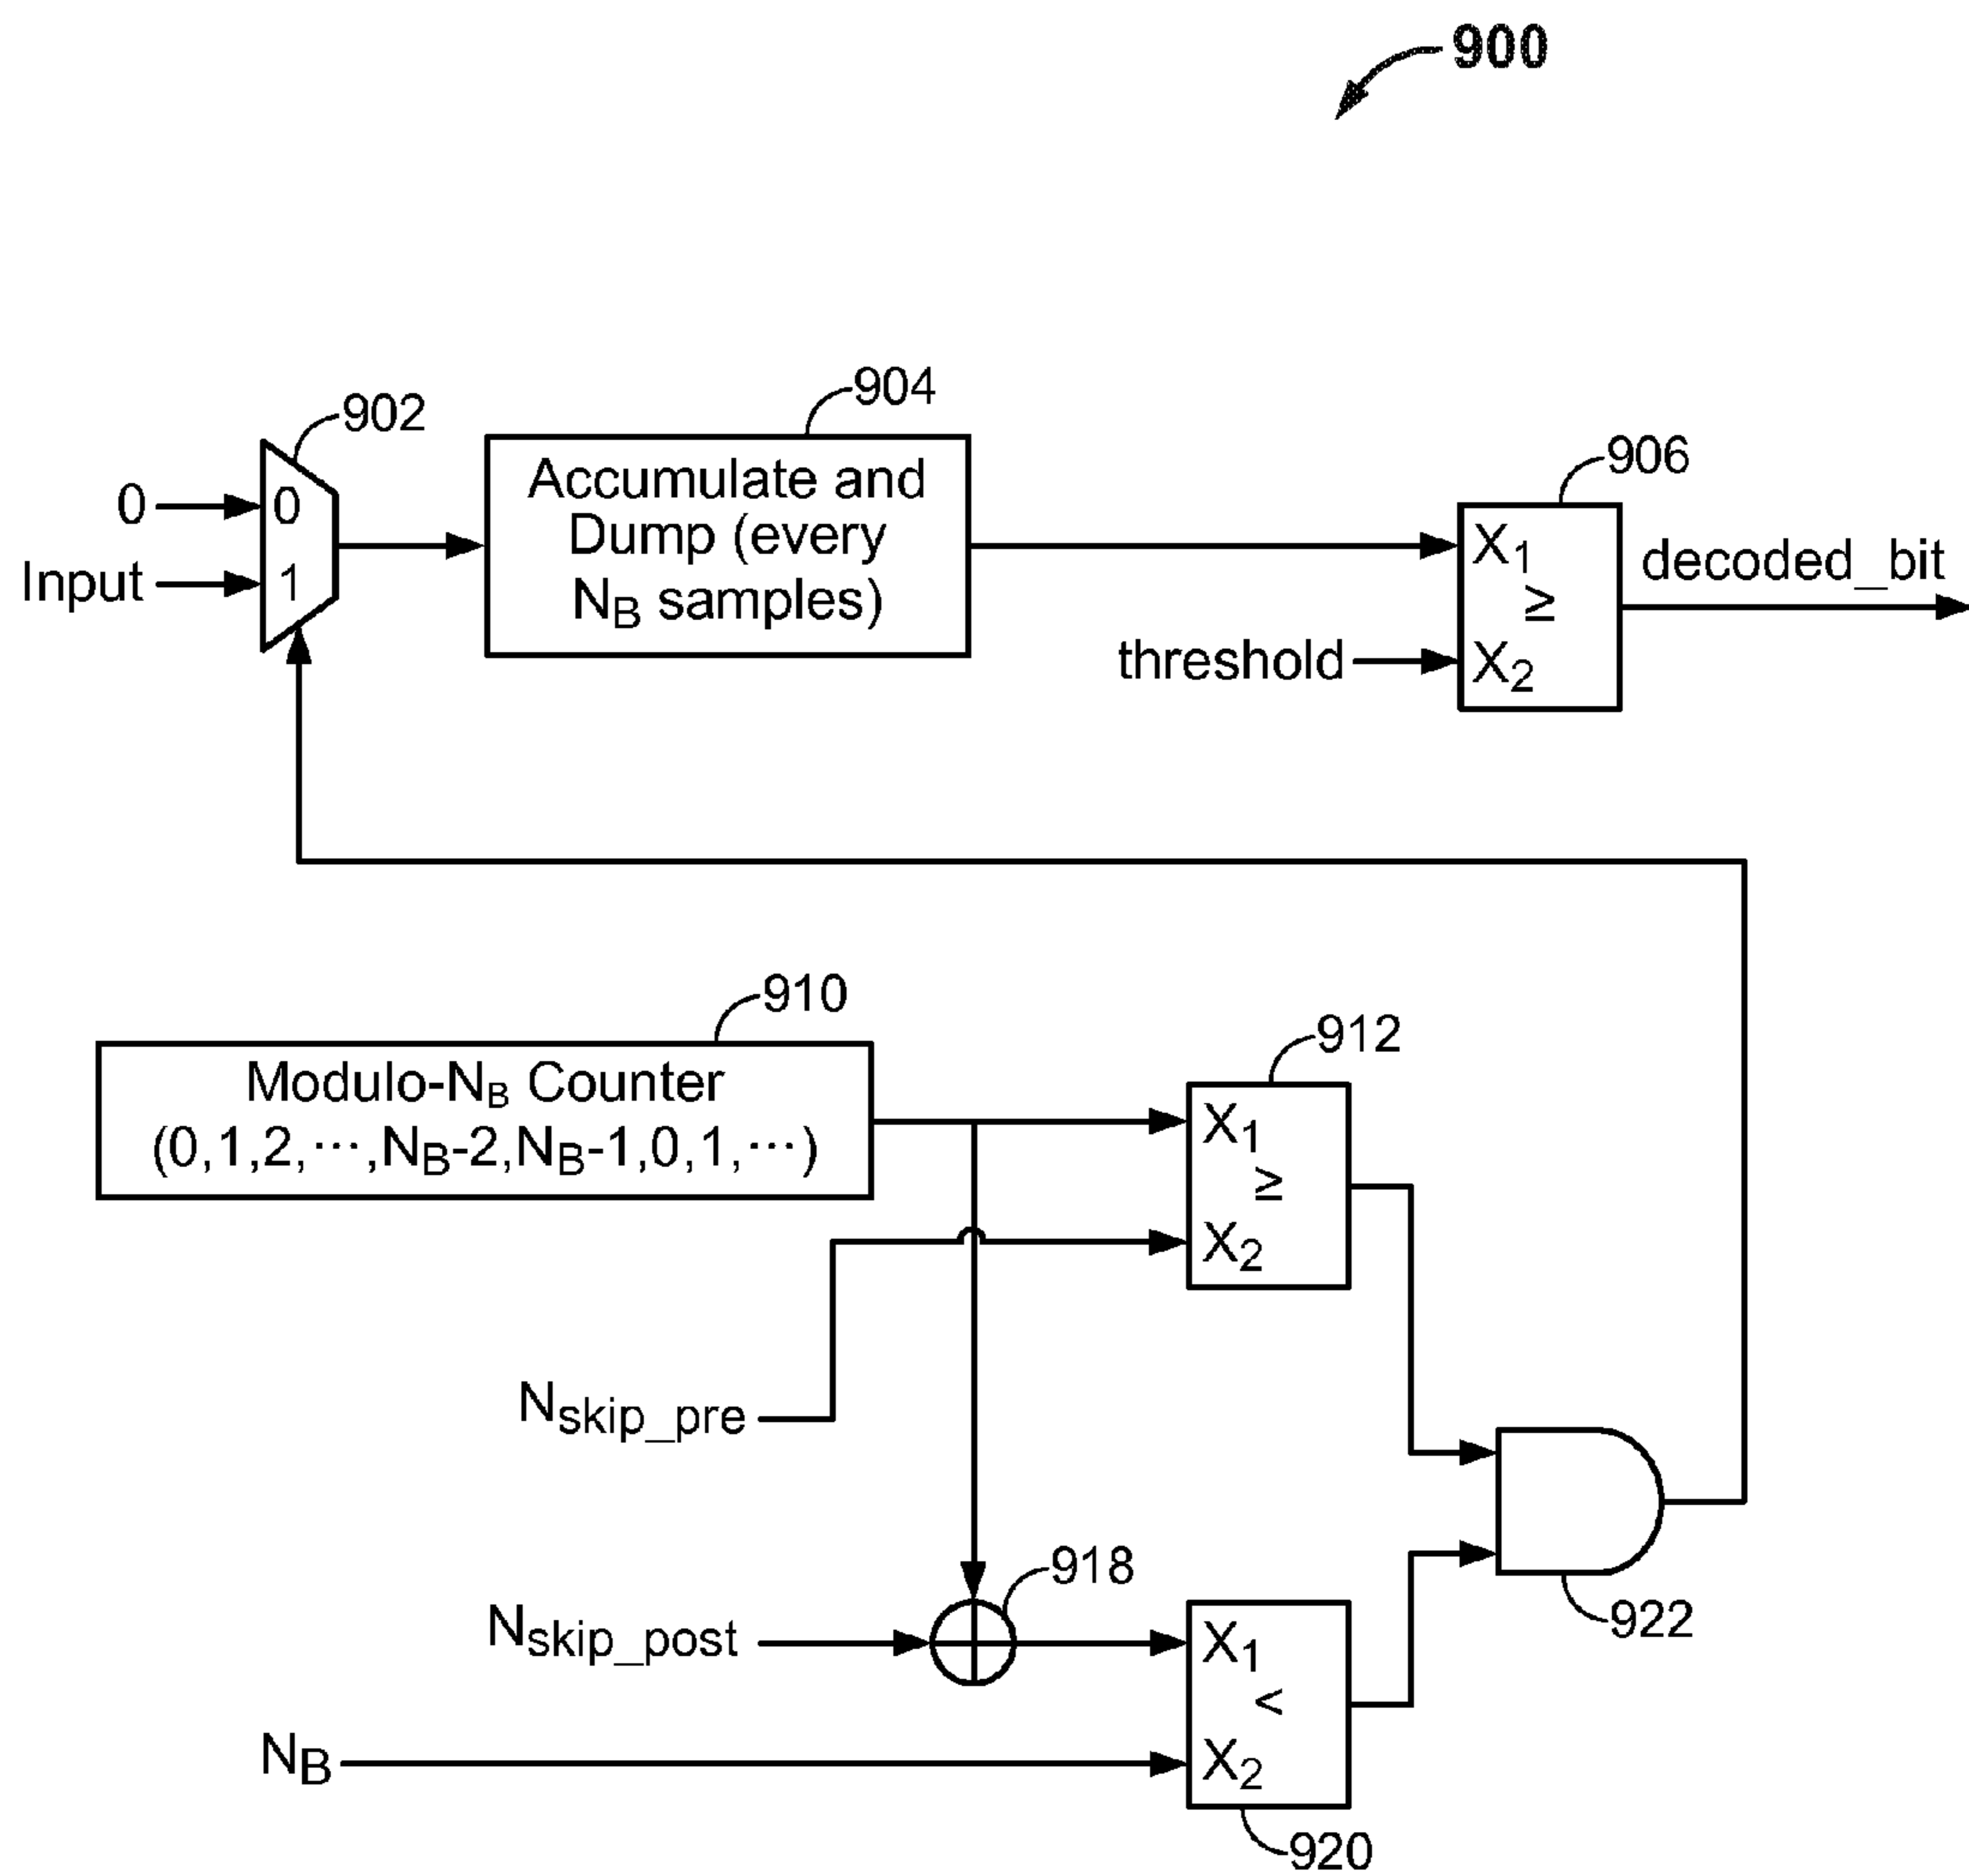 900
902
904
0
0
Input
1
Accumulate and
Dump (every
N_B samples)
906
X₁
≥
X₂
threshold
decoded_bit
910
Modulo-N_B Counter
(0,1,2,⋯,N_B-2,N_B-1,0,1,⋯)
912
X₁
≥
X₂
N_skip_pre
918
N_skip_post
X₁
<
X₂
922
N_B
920